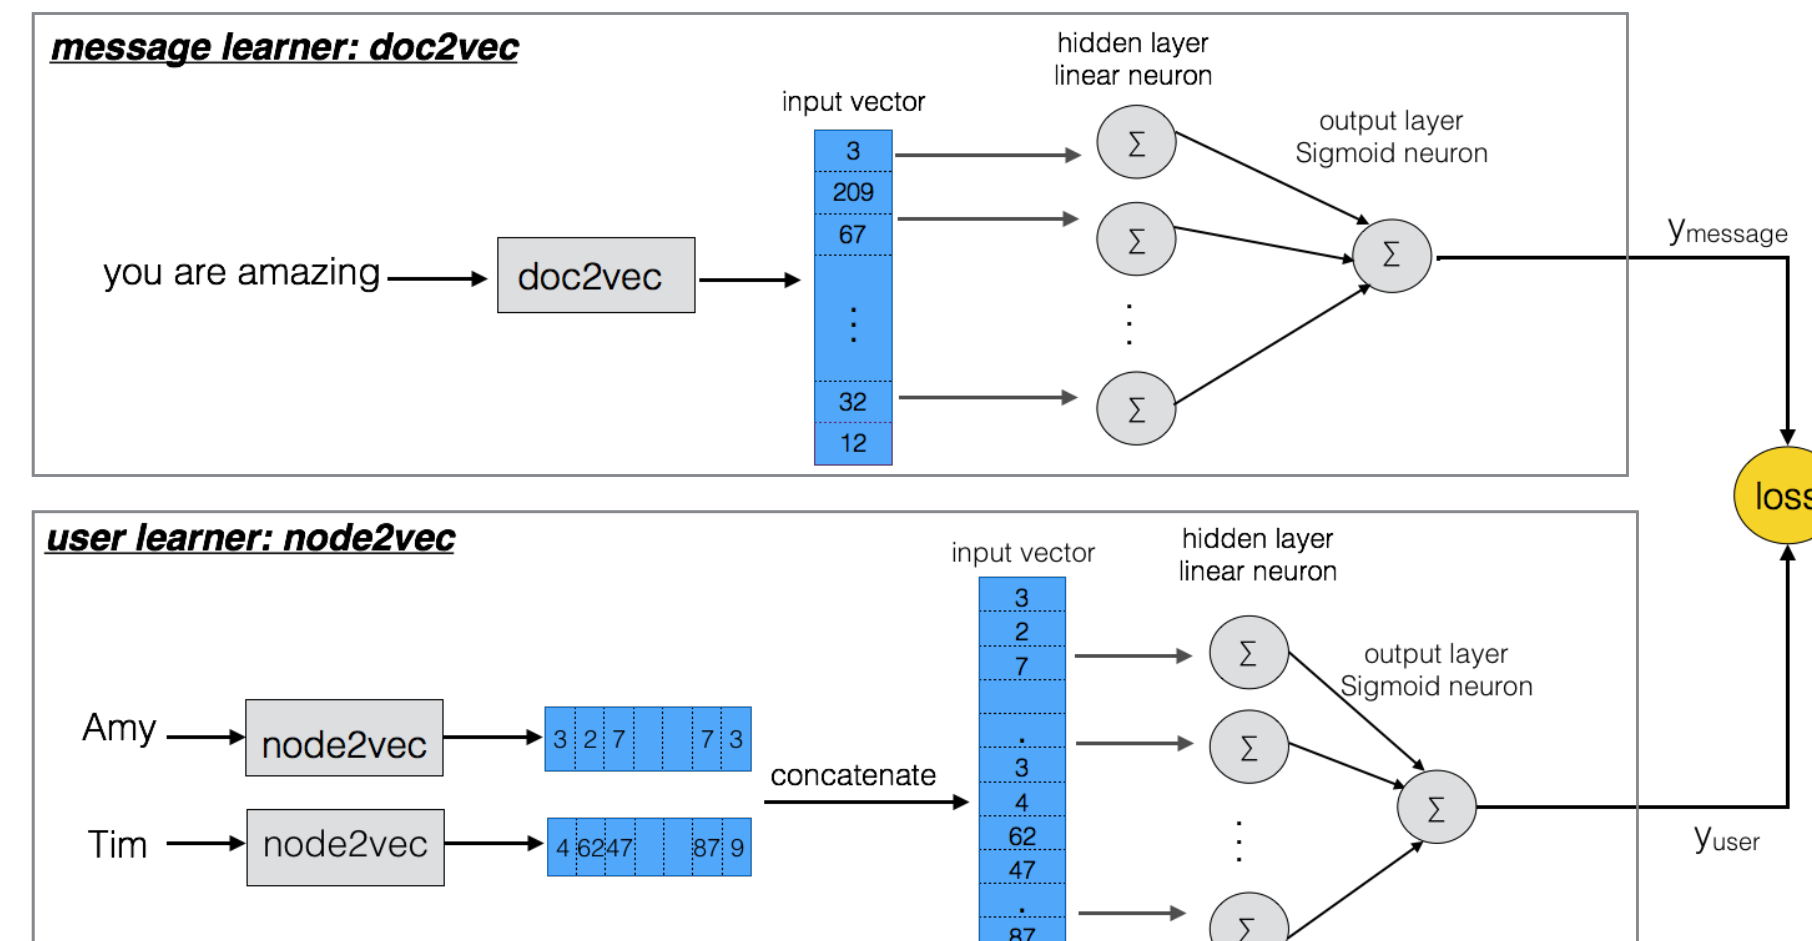 message learner: doc2vec
hidden layer
linear neuron
input vector
output layer
Sigmoid neuron
3
209
67
32
12
Σ
Σ
Σ
Σ
you are amazing
doc2vec
ymessage
loss
user learner: node2vec
input vector
hidden layer
linear neuron
output layer
Sigmoid neuron
3
2
7
.
3
4
62
47
.
87
Σ
Σ
Σ
Σ
Amy
node2vec
3 2 7 7 3
concatenate
Tim
node2vec
4 62 47 87 9
yuser